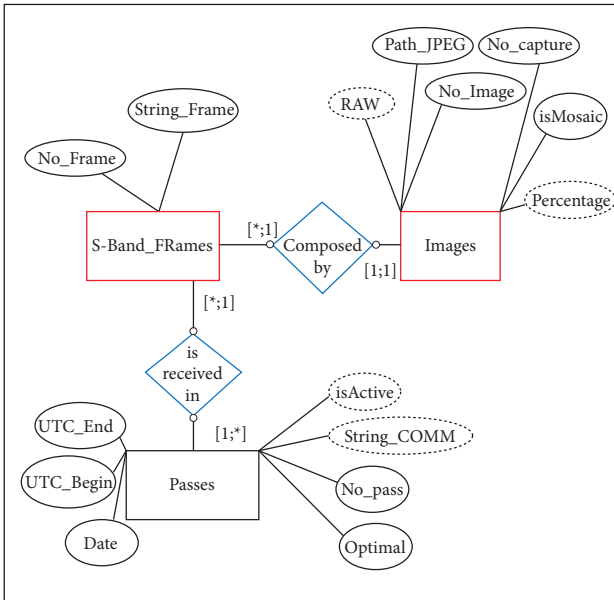 Path_JPEG
No_capture
String_Frame
RAW
No_Image
isMosaic
No_Frame
Percentage
S-Band_FRames
[*;1]
Composed
by
[1;1]
Images
[*;1]
is
received
in
[1;*]
isActive
UTC_End
String_COMM
UTC_Begin
Passes
No_pass
Date
Optimal